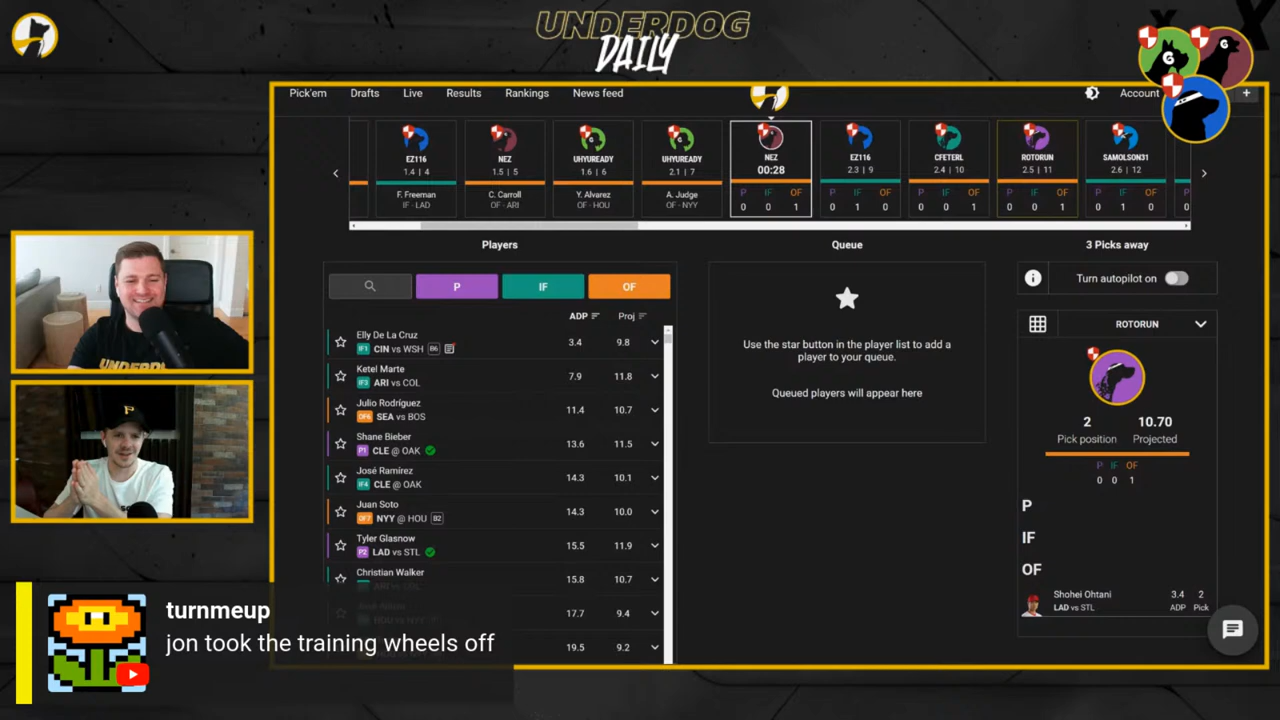 UNDERDOG
DAILY
Pick'em
Drafts
Live
Results
Rankings
News feed
Account
+
EZ116
1.4 | 4
F. Freeman
IF - LAD
NEZ
1.5 | 5
C. Carroll
OF - ARI
UHYUREADY
1.6 | 6
Y. Alvarez
OF - HOU
UHYUREADY
2.1 | 7
A. Judge
OF - NYY
NEZ
00:28
P IF OF
0 0 1
EZ116
2.3 | 9
P IF OF
0 1 0
CFETERL
2.4 | 10
P IF OF
0 0 1
ROTORUN
2.5 | 11
P IF OF
0 0 1
SAMOLSON31
2.6 | 12
P IF OF
0 1 0
Players
P
IF
OF
ADP
Proj
Elly De La Cruz
IF1 CIN vs WSH B6
3.4 9.8
Ketel Marte
IF3 ARI vs COL
7.9 11.8
Julio Rodríguez
OF6 SEA vs BOS
11.4 10.7
Shane Bieber
P1 CLE @ OAK
13.6 11.5
José Ramírez
IF4 CLE @ OAK
14.3 10.1
Juan Soto
OF7 NYY @ HOU B2
14.3 10.0
Tyler Glasnow
P2 LAD vs STL
15.5 11.9
Christian Walker
15.8 10.7
17.7 9.4
19.5 9.2
Queue
Use the star button in the player list to add a
player to your queue.
Queued players will appear here
3 Picks away
Turn autopilot on
ROTORUN
2 10.70
Pick position Projected
P IF OF
0 0 1
P
IF
OF
Shohei Ohtani 3.4 2
LAD vs STL ADP Pick
turnmeup
jon took the training wheels off